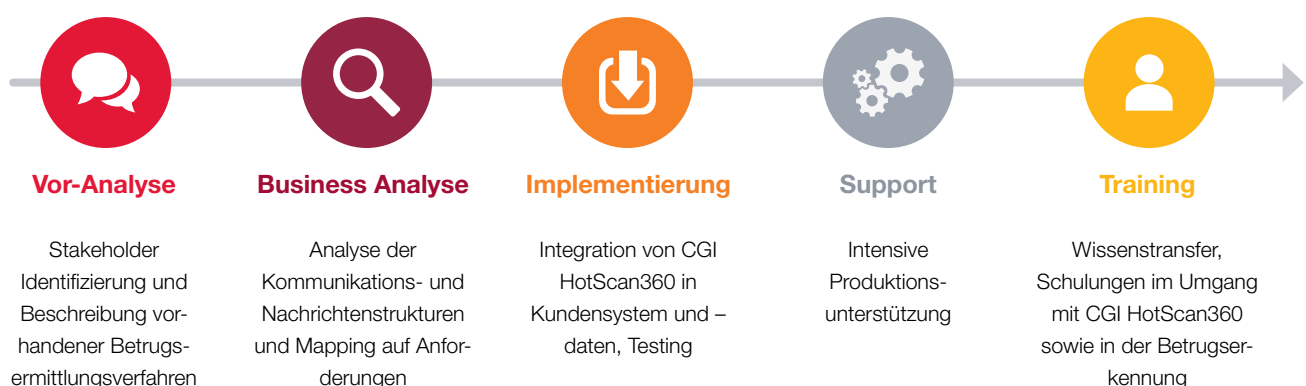 Vor-Analyse
Stakeholder
Identifizierung und
Beschreibung vor-
handener Betrugs-
ermittlungsverfahren
Business Analyse
Analyse der
Kommunikations- und
Nachrichtenstrukturen
und Mapping auf Anfor-
derungen
Implementierung
Integration von CGI
HotScan360 in
Kundensystem und –
daten, Testing
Support
Intensive
Produktions-
unterstützung
Training
Wissenstransfer,
Schulungen im Umgang
mit CGI HotScan360
sowie in der Betrugser-
kennung